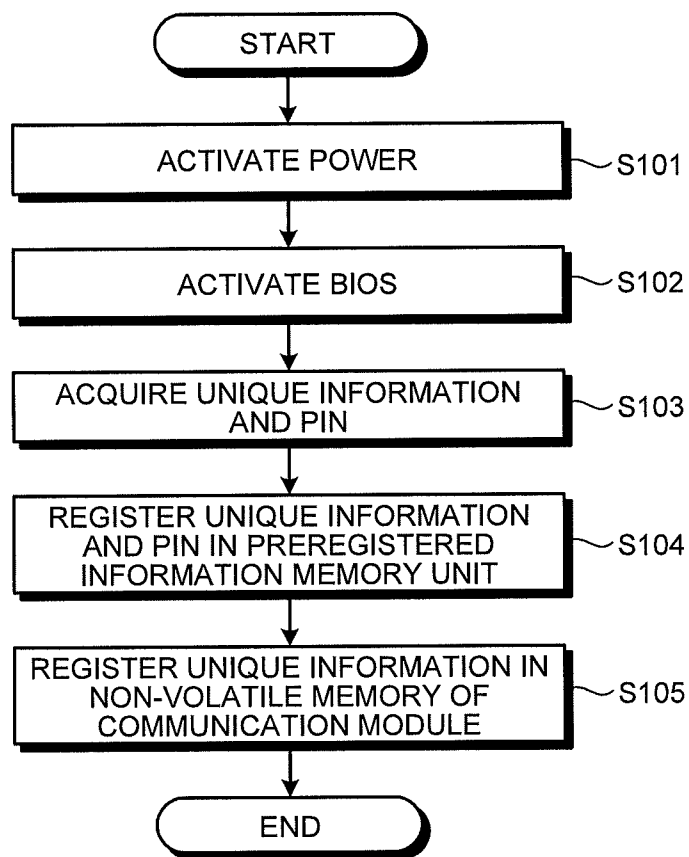 START
ACTIVATE POWER
S101
ACTIVATE BIOS
S102
ACQUIRE UNIQUE INFORMATION
AND PIN
S103
REGISTER UNIQUE INFORMATION
AND PIN IN PREREGISTERED
INFORMATION MEMORY UNIT
S104
REGISTER UNIQUE INFORMATION IN
NON-VOLATILE MEMORY OF
COMMUNICATION MODULE
S105
END